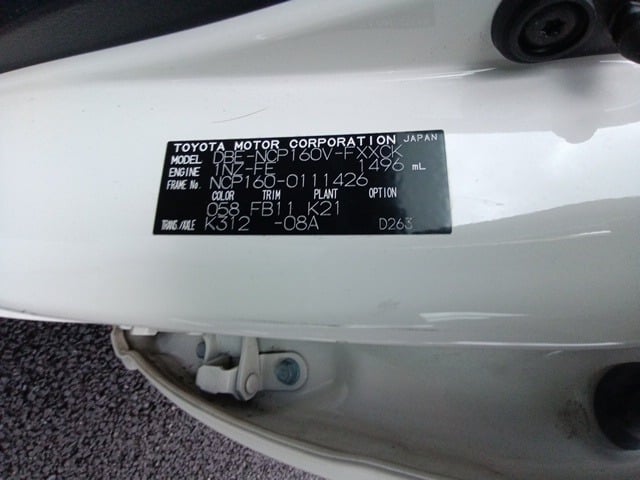 TOYOTA MOTOR CORPORATION JAPAN
MODEL DBE-NCP160V-FXXCK
ENGINE 1NZ-FE 1496 mL
FRAME No. NCP160-0111426
COLOR TRIM PLANT OPTION
058 FB11 K21
TRANS./AXLE K312 -08A D263